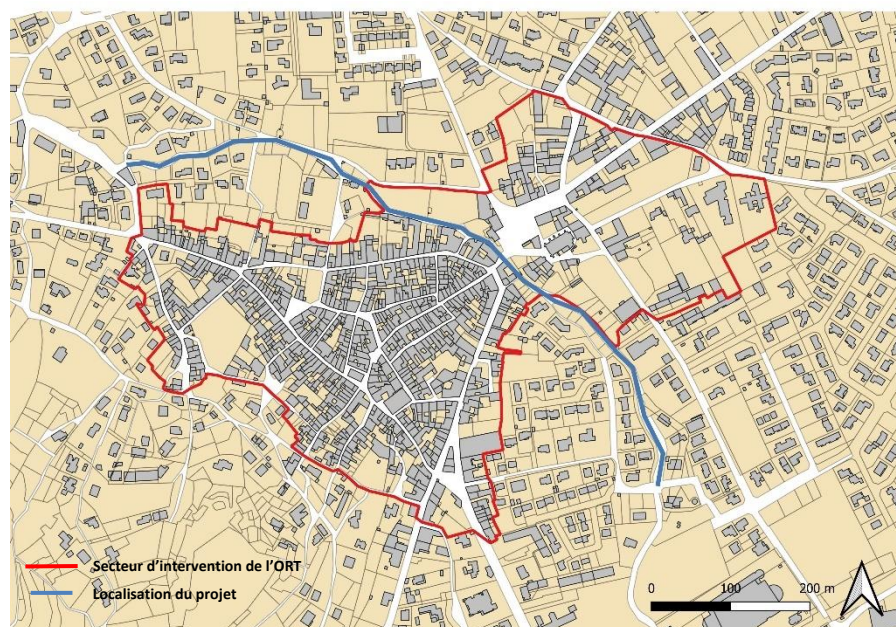 Secteur d’intervention de l’ORT
Localisation du projet
0 100 200 m